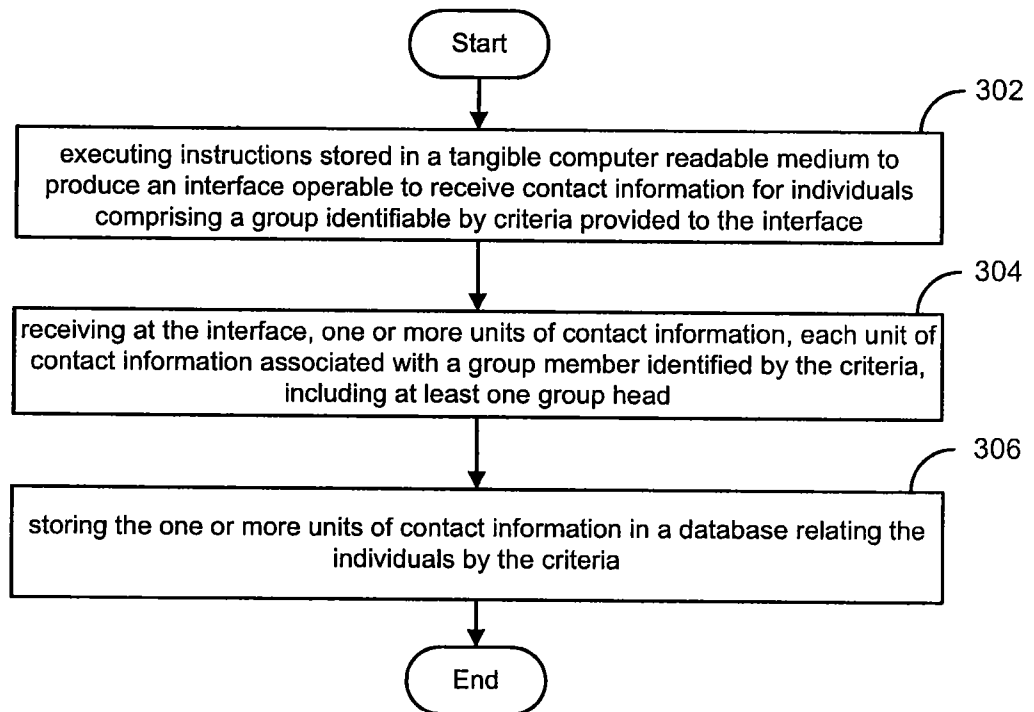 Start
302
executing instructions stored in a tangible computer readable medium to
produce an interface operable to receive contact information for individuals
comprising a group identifiable by criteria provided to the interface
304
receiving at the interface, one or more units of contact information, each unit of
contact information associated with a group member identified by the criteria,
including at least one group head
306
storing the one or more units of contact information in a database relating the
individuals by the criteria
End